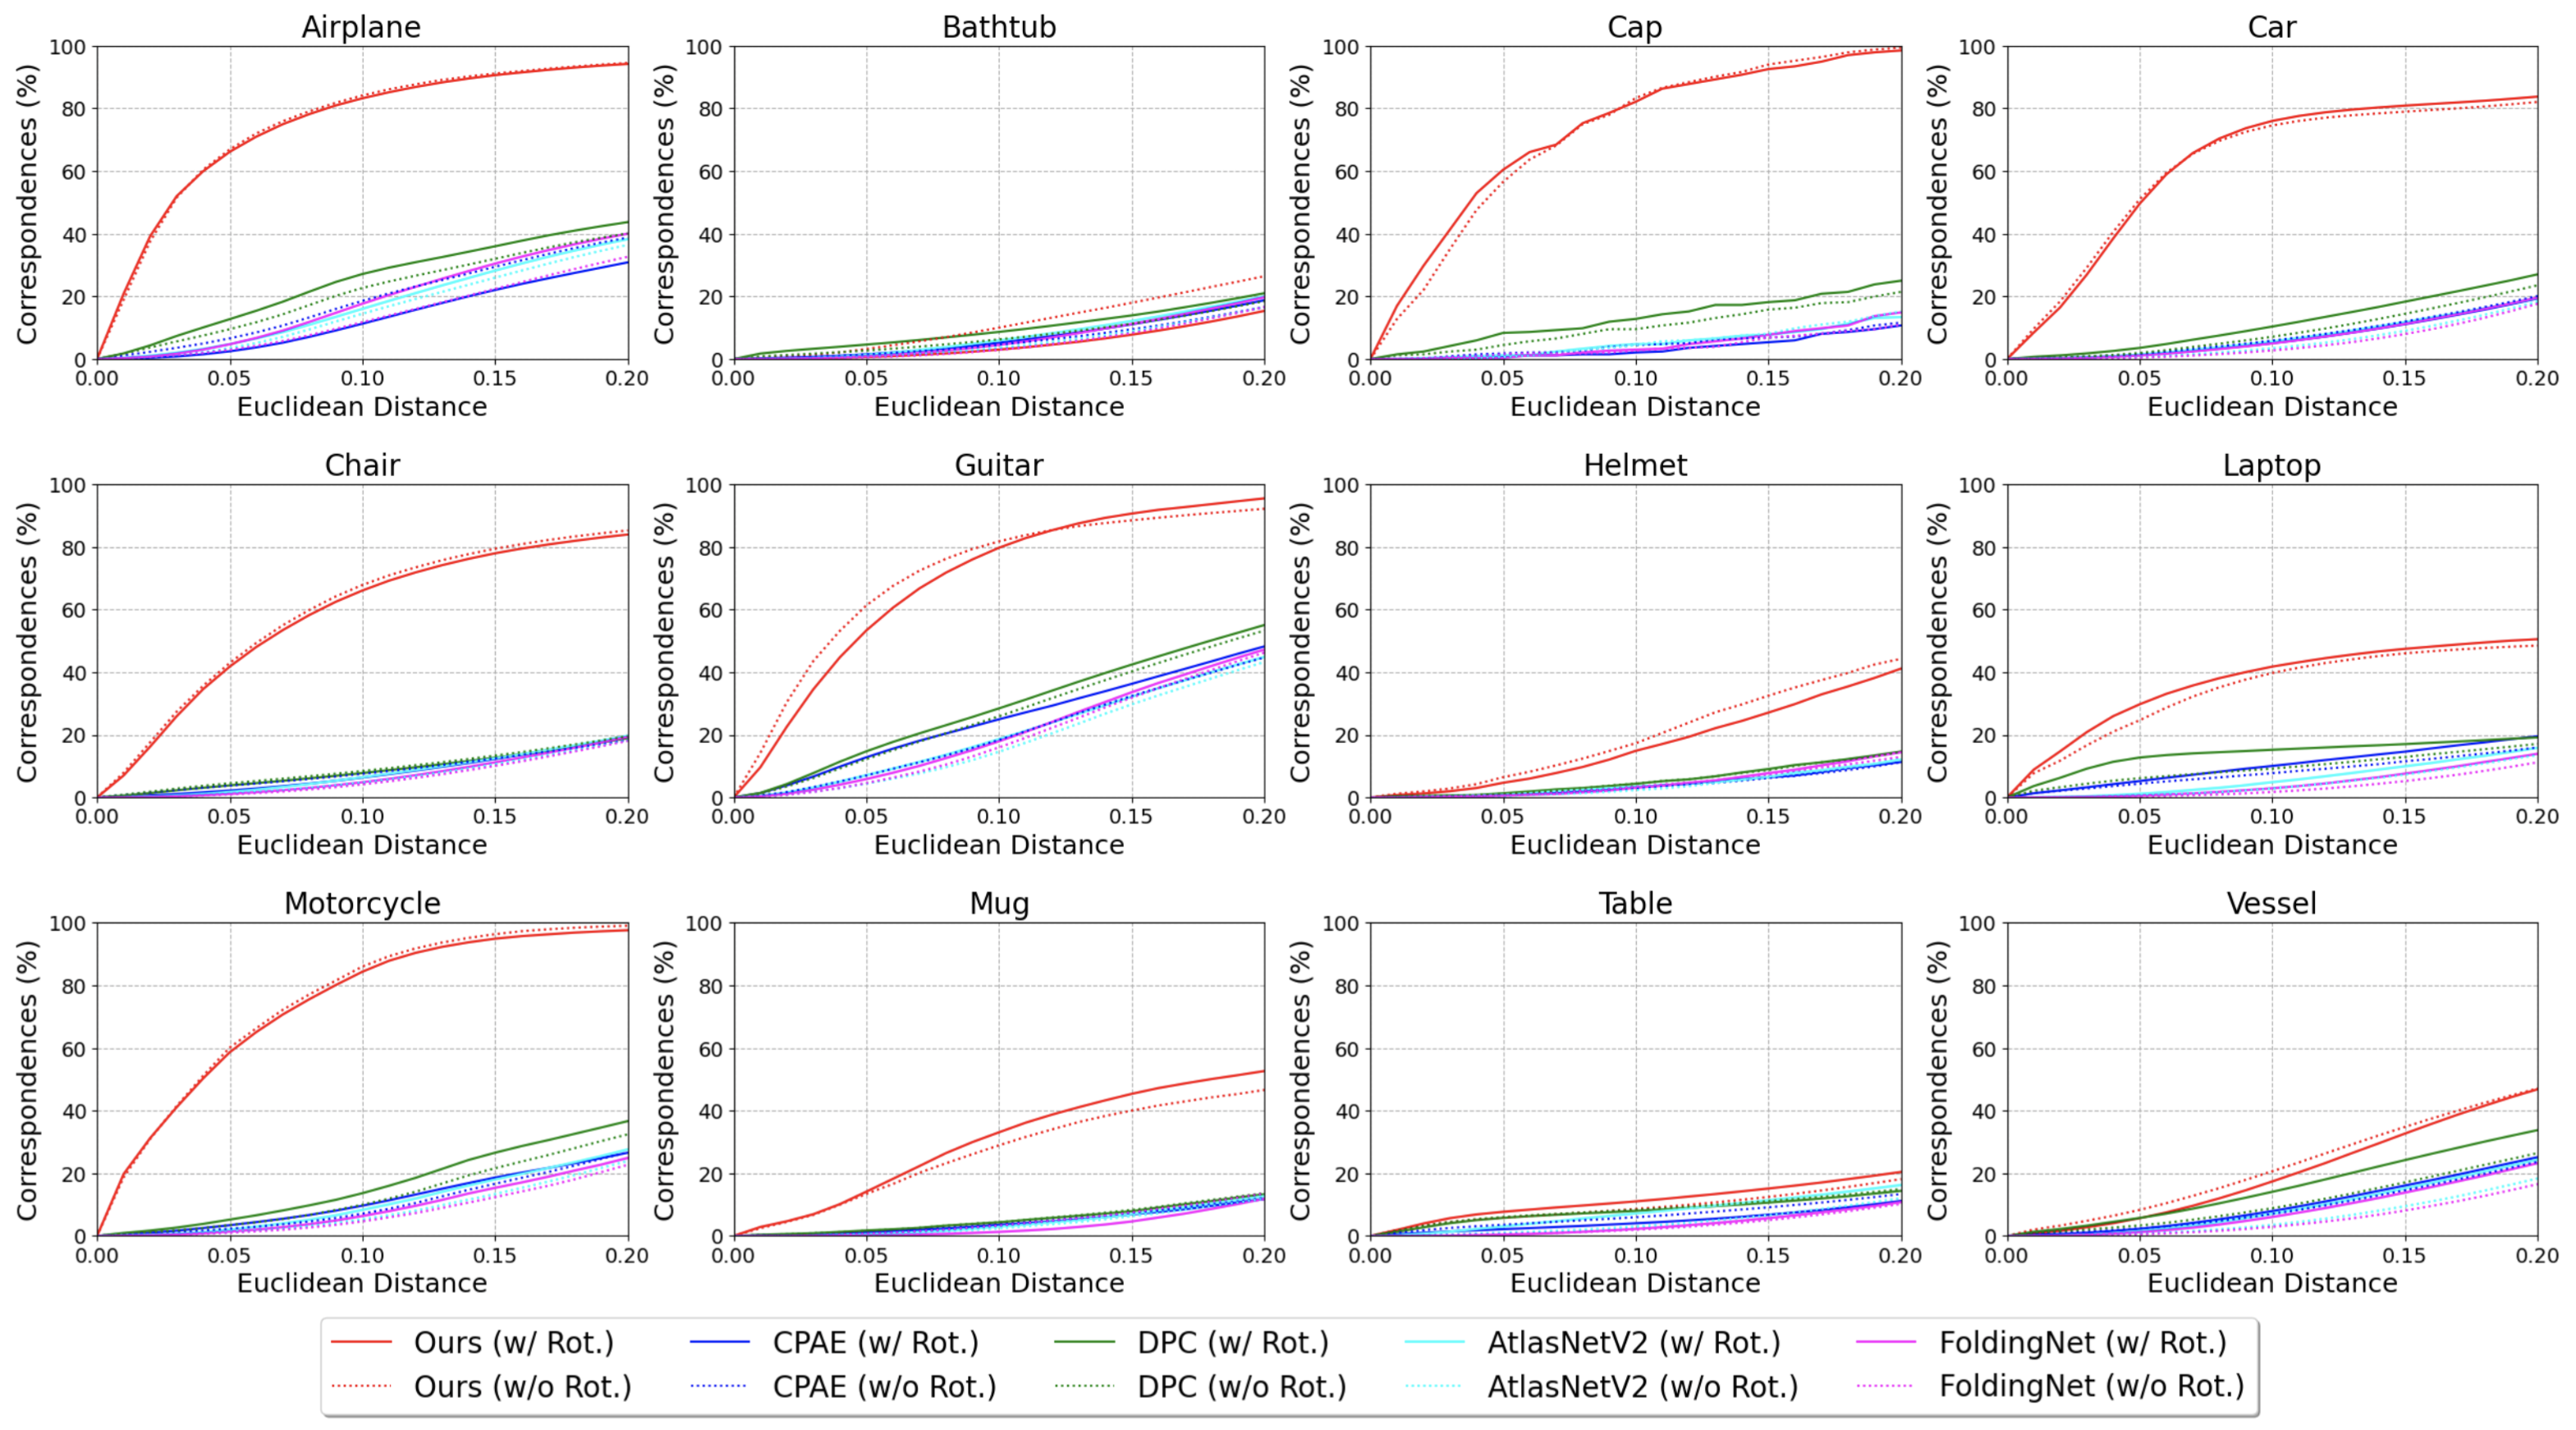 Airplane
Bathtub
Cap
Car
Correspondences (%)
100
80
60
40
20
0
0.00 0.05 0.10 0.15 0.20
Euclidean Distance
Correspondences (%)
100
80
60
40
20
0
0.00 0.05 0.10 0.15 0.20
Euclidean Distance
Correspondences (%)
100
80
60
40
20
0
0.00 0.05 0.10 0.15 0.20
Euclidean Distance
Correspondences (%)
100
80
60
40
20
0
0.00 0.05 0.10 0.15 0.20
Euclidean Distance
Chair
Guitar
Helmet
Laptop
Correspondences (%)
100
80
60
40
20
0
0.00 0.05 0.10 0.15 0.20
Euclidean Distance
Correspondences (%)
100
80
60
40
20
0
0.00 0.05 0.10 0.15 0.20
Euclidean Distance
Correspondences (%)
100
80
60
40
20
0
0.00 0.05 0.10 0.15 0.20
Euclidean Distance
Correspondences (%)
100
80
60
40
20
0
0.00 0.05 0.10 0.15 0.20
Euclidean Distance
Motorcycle
Mug
Table
Vessel
Correspondences (%)
100
80
60
40
20
0
0.00 0.05 0.10 0.15 0.20
Euclidean Distance
Correspondences (%)
100
80
60
40
20
0
0.00 0.05 0.10 0.15 0.20
Euclidean Distance
Correspondences (%)
100
80
60
40
20
0
0.00 0.05 0.10 0.15 0.20
Euclidean Distance
Correspondences (%)
100
80
60
40
20
0
0.00 0.05 0.10 0.15 0.20
Euclidean Distance
Ours (w/ Rot.) CPAE (w/ Rot.) DPC (w/ Rot.) AtlasNetV2 (w/ Rot.) FoldingNet (w/ Rot.)
Ours (w/o Rot.) CPAE (w/o Rot.) DPC (w/o Rot.) AtlasNetV2 (w/o Rot.) FoldingNet (w/o Rot.)